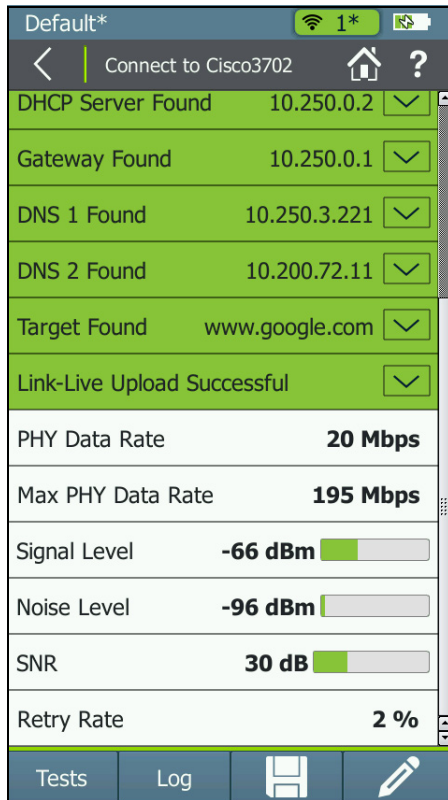 Default* 1*
Connect to Cisco3702 ?
DHCP Server Found 10.250.0.2
Gateway Found 10.250.0.1
DNS 1 Found 10.250.3.221
DNS 2 Found 10.200.72.11
Target Found www.google.com
Link-Live Upload Successful
PHY Data Rate 20 Mbps
Max PHY Data Rate 195 Mbps
Signal Level -66 dBm
Noise Level -96 dBm
SNR 30 dB
Retry Rate 2 %
Tests Log